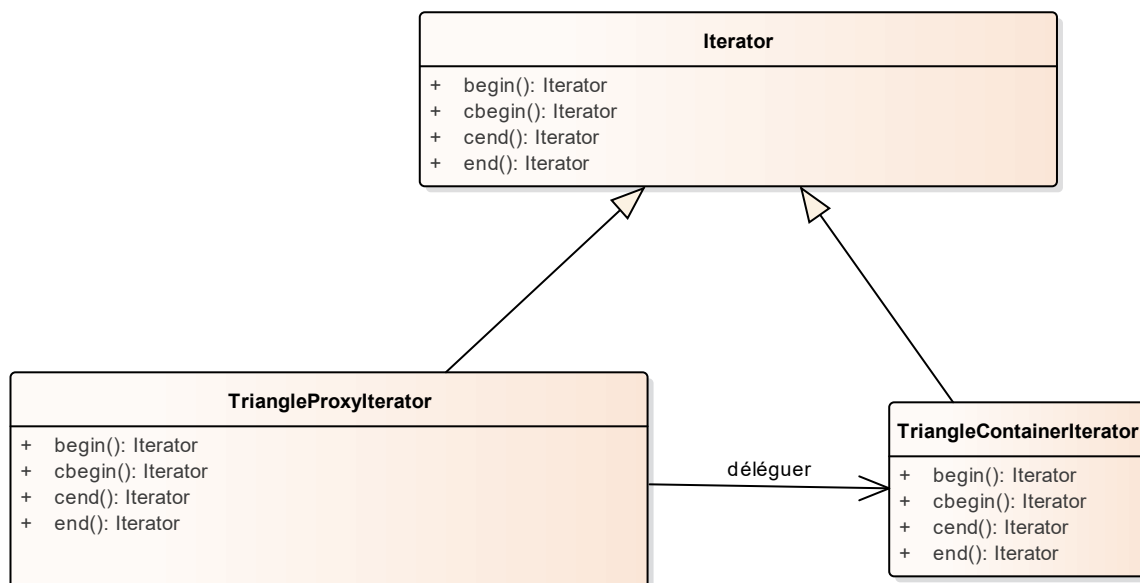 Iterator
+ begin(): Iterator
+ cbegin(): Iterator
+ cend(): Iterator
+ end(): Iterator
TriangleProxyIterator
+ begin(): Iterator
+ cbegin(): Iterator
+ cend(): Iterator
+ end(): Iterator
déléguer
TriangleContainerIterator
+ begin(): Iterator
+ cbegin(): Iterator
+ cend(): Iterator
+ end(): Iterator